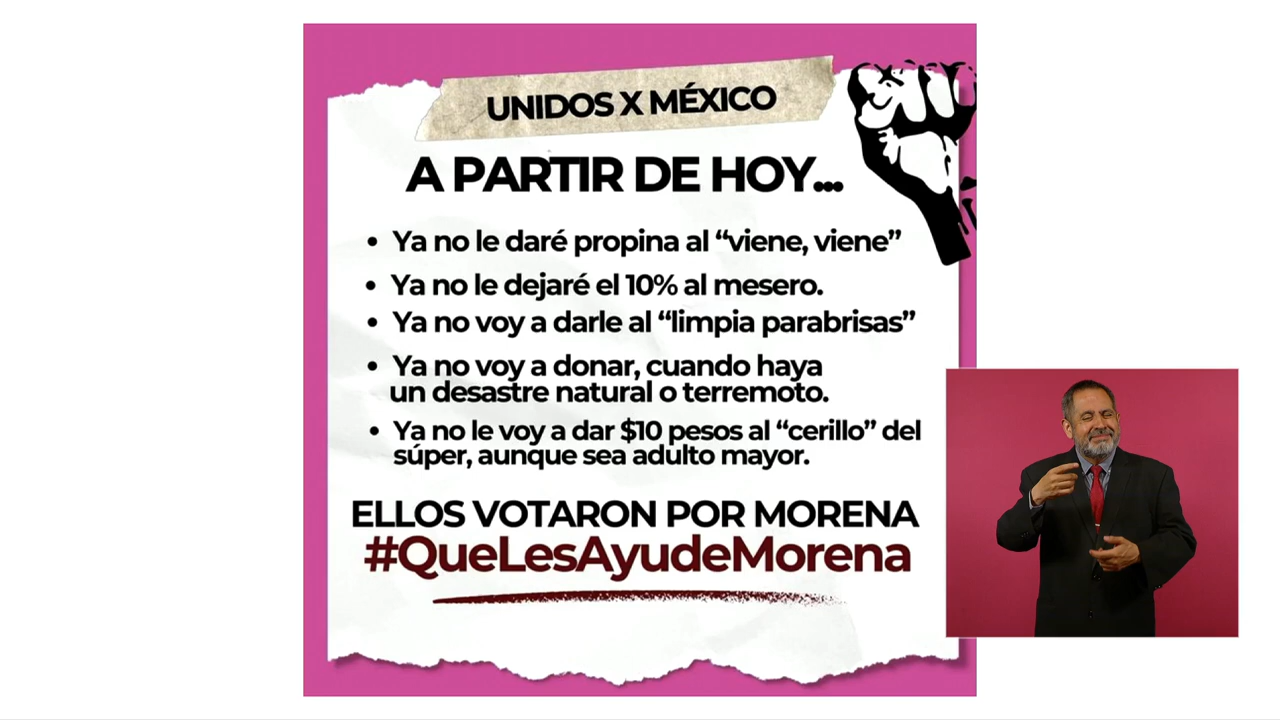 UNIDOS X MÉXICO
A PARTIR DE HOY...
• Ya no le daré propina al “viene, viene”
• Ya no le dejaré el 10% al mesero.
• Ya no voy a darle al “limpia parabrisas”
• Ya no voy a donar, cuando haya
un desastre natural o terremoto.
• Ya no le voy a dar $10 pesos al “cerillo” del
súper, aunque sea adulto mayor.
ELLOS VOTARON POR MORENA
#QueLesAyudeMorena